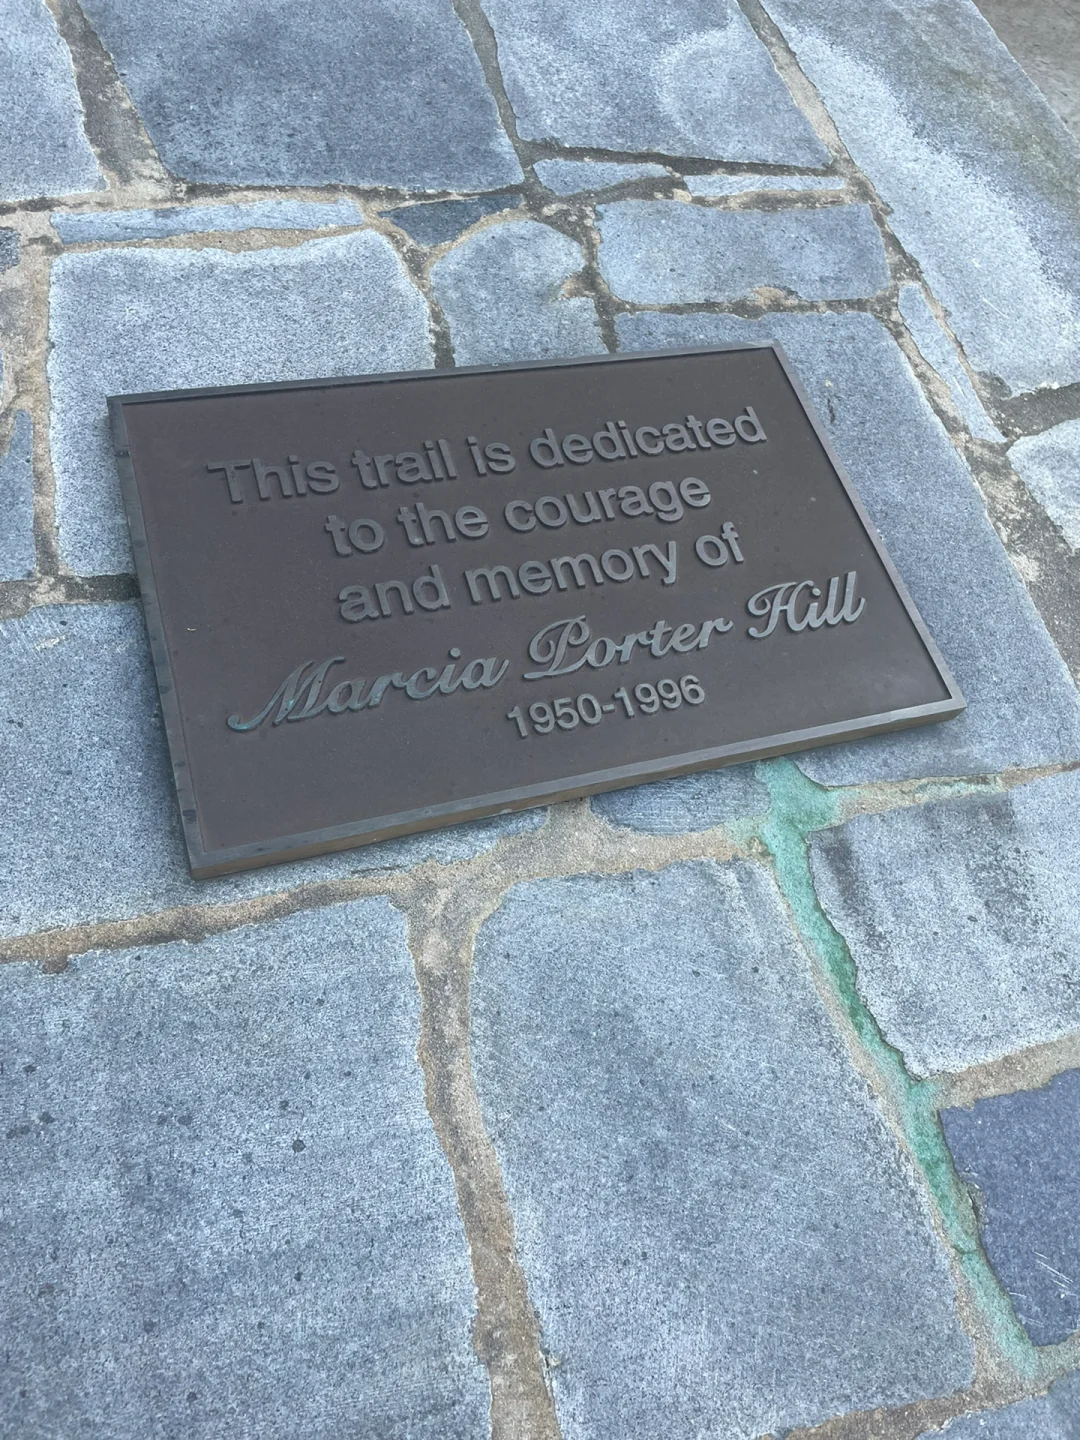 This trail is dedicated
to the courage
and memory of
Marcia Porter Hill
1950-1996